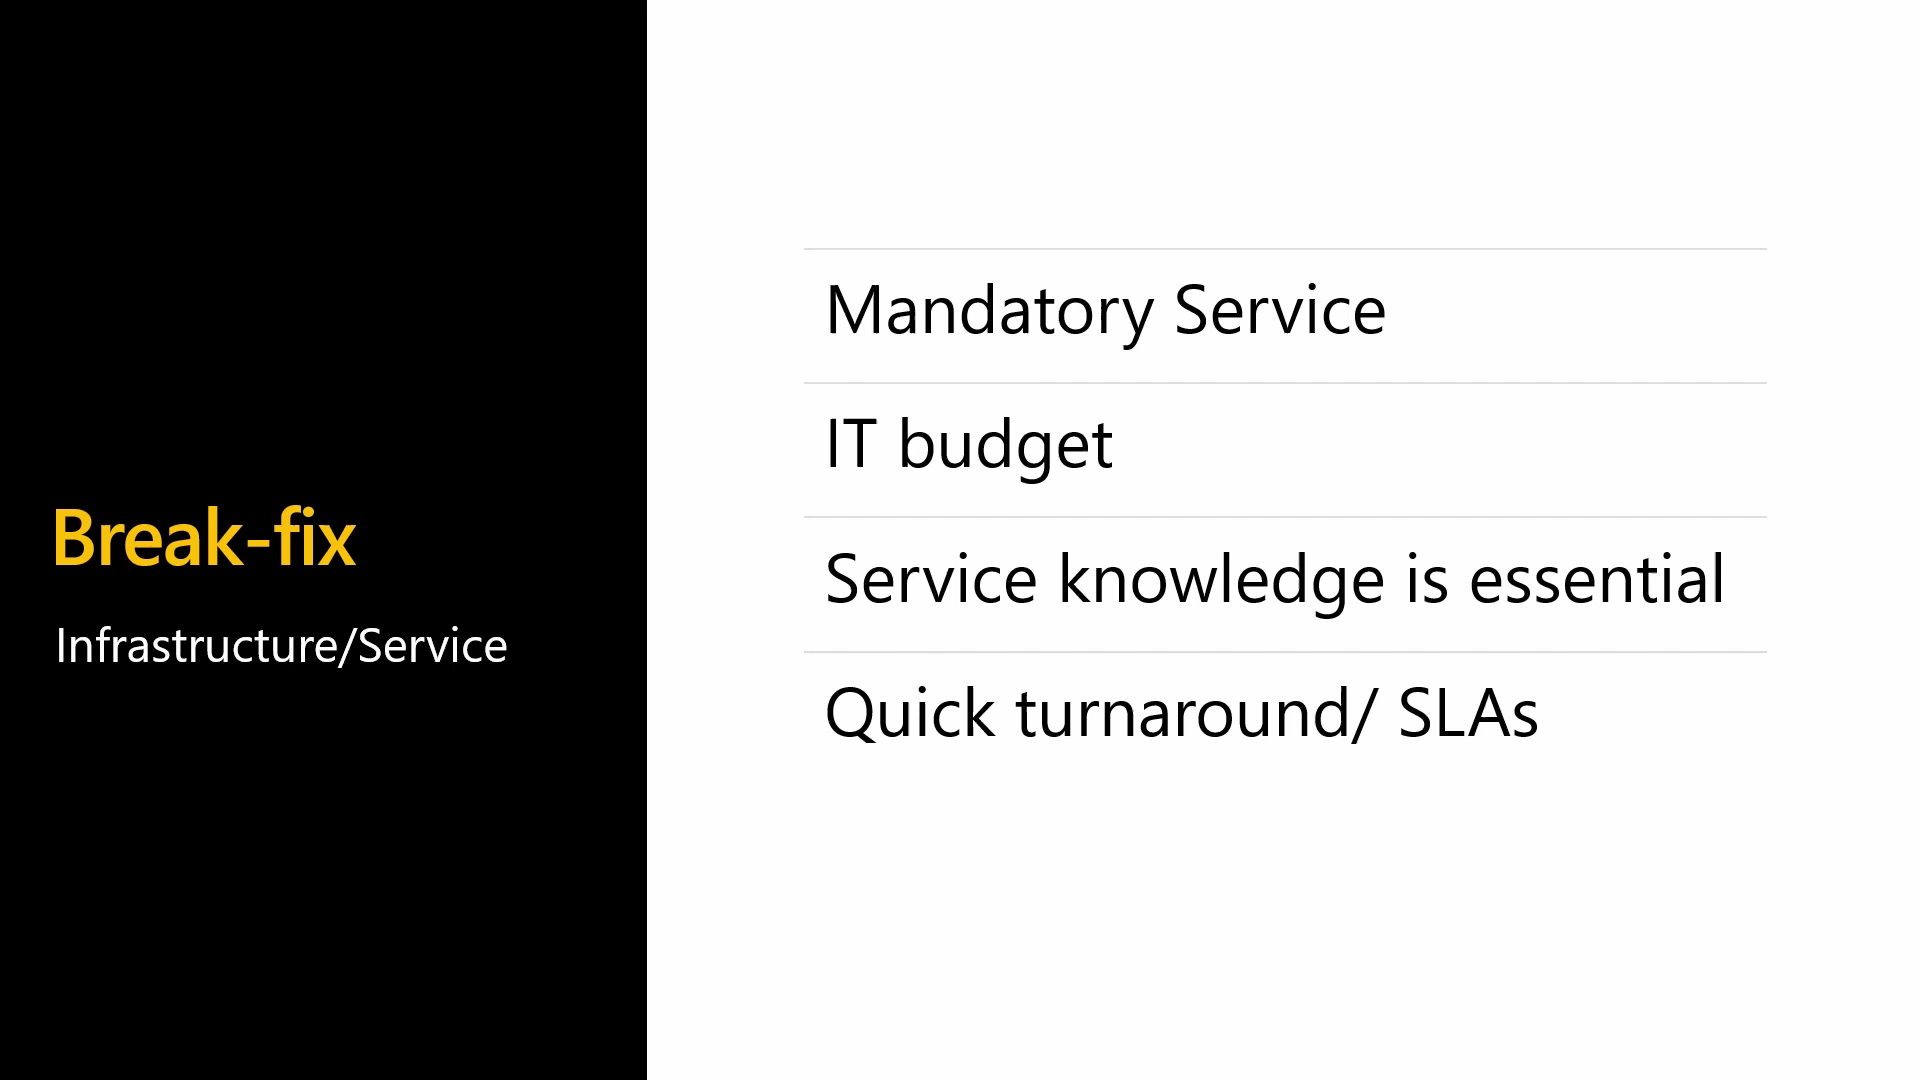 Break-fix
Infrastructure/Service
Mandatory Service
IT budget
Service knowledge is essential
Quick turnaround/ SLAs